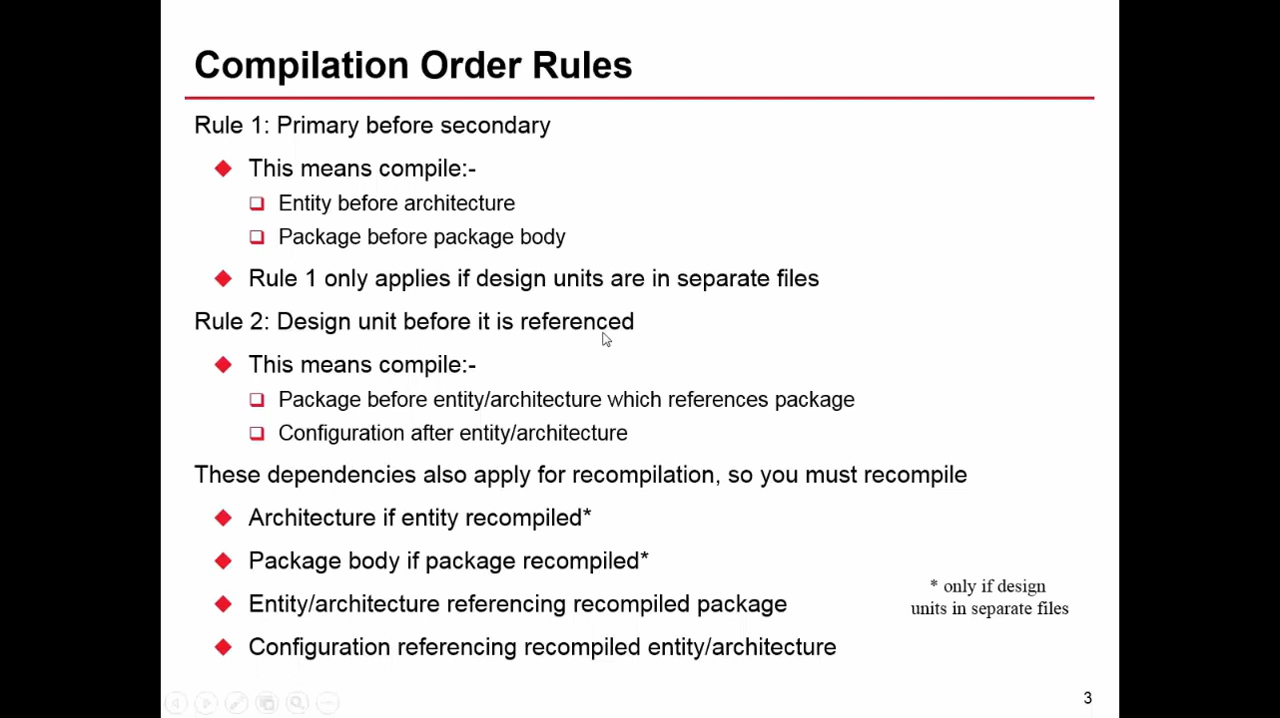 Compilation Order Rules
Rule 1: Primary before secondary
This means compile:-
Entity before architecture
Package before package body
Rule 1 only applies if design units are in separate files
Rule 2: Design unit before it is referenced
This means compile:-
Package before entity/architecture which references package
Configuration after entity/architecture
These dependencies also apply for recompilation, so you must recompile
Architecture if entity recompiled*
Package body if package recompiled*
Entity/architecture referencing recompiled package
Configuration referencing recompiled entity/architecture
* only if design
units in separate files
3